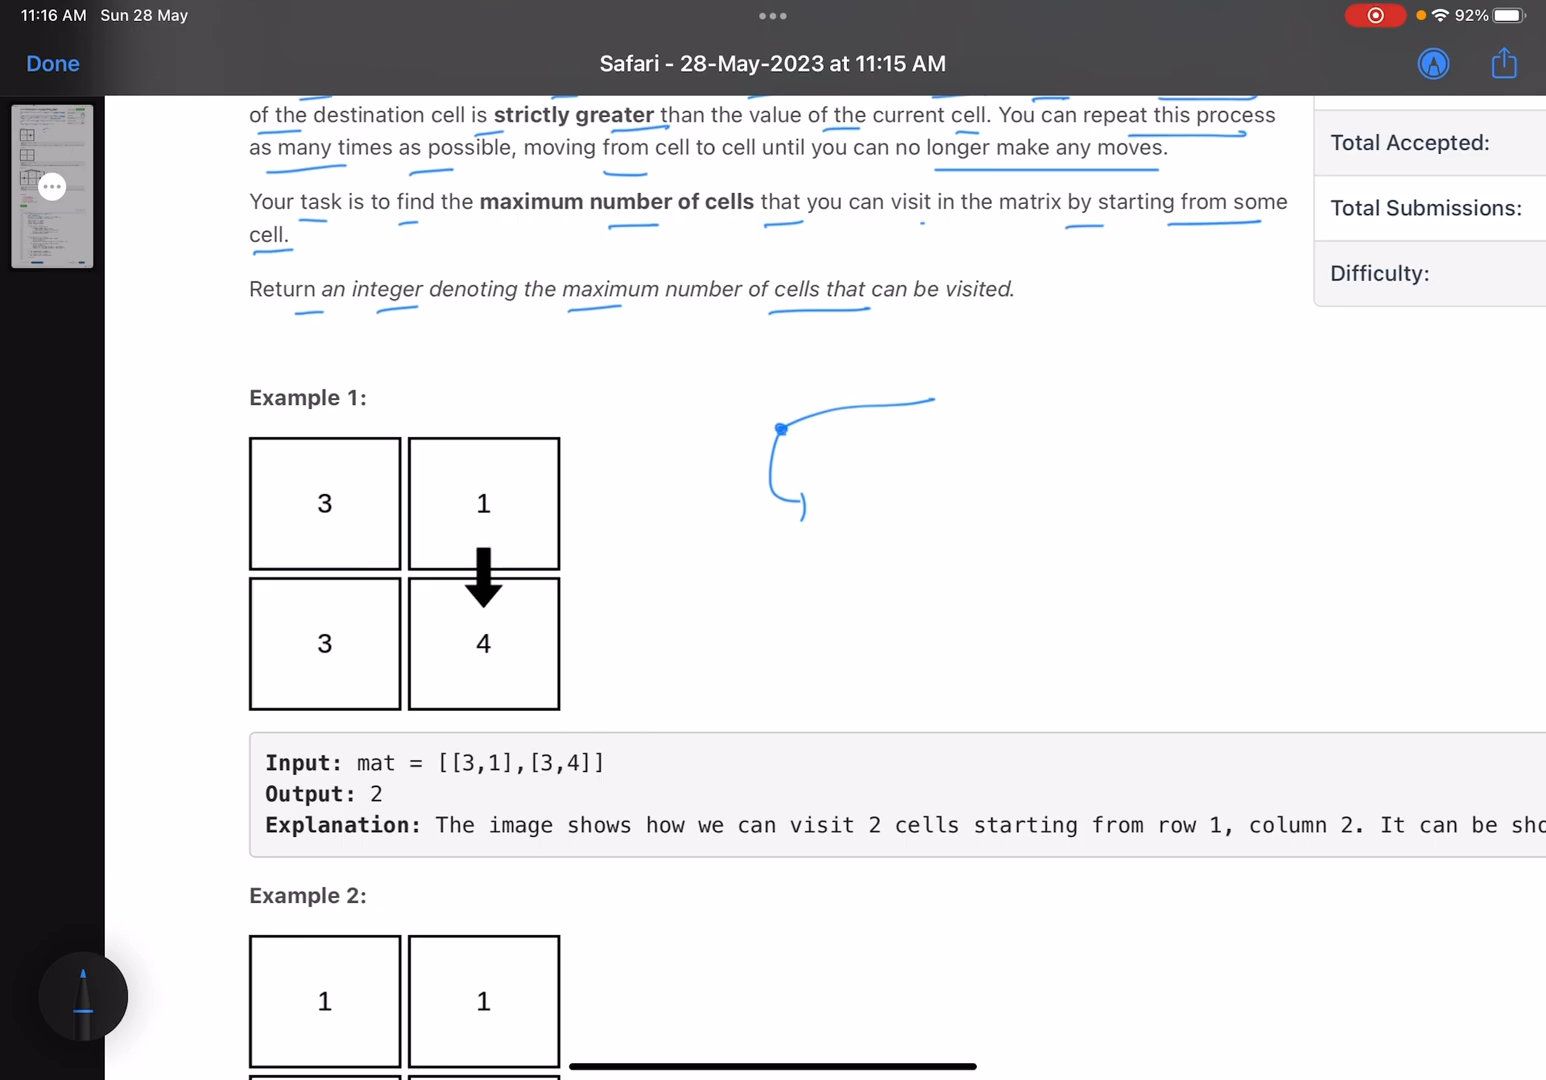 11:16 AM Sun 28 May
92%
Done
Safari - 28-May-2023 at 11:15 AM
of the destination cell is strictly greater than the value of the current cell. You can repeat this process
as many times as possible, moving from cell to cell until you can no longer make any moves.
Your task is to find the maximum number of cells that you can visit in the matrix by starting from some
cell.
Return an integer denoting the maximum number of cells that can be visited.
Total Accepted:
Total Submissions:
Difficulty:
Example 1:
3 1
3 4
Input: mat = [[3,1],[3,4]]
Output: 2
Explanation: The image shows how we can visit 2 cells starting from row 1, column 2. It can be sho
Example 2:
1 1